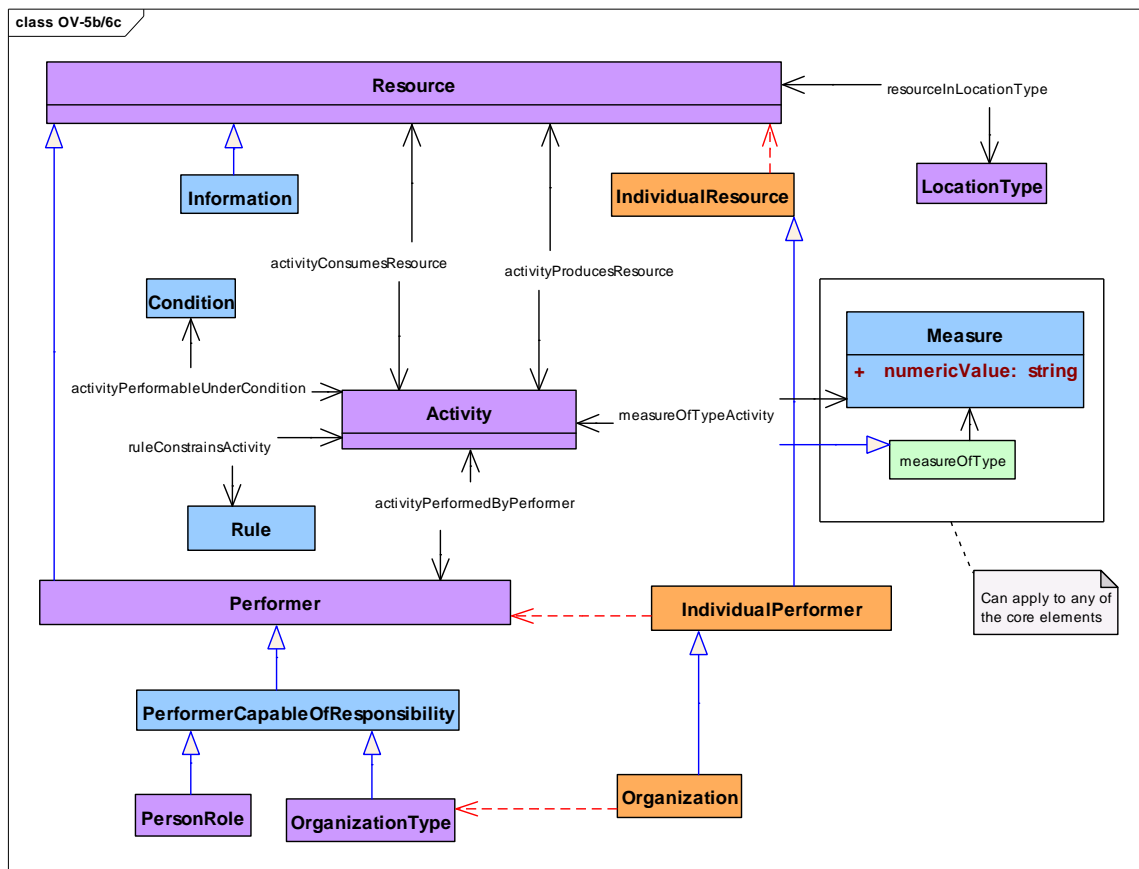 class OV-5b/6c
Resource
resourceInLocationType
Information
IndividualResource
LocationType
activityConsumesResource
activityProducesResource
Condition
Measure
+ numericValue: string
activityPerformableUnderCondition
Activity
measureOfTypeActivity
ruleConstrainsActivity
measureOfType
activityPerformedByPerformer
Rule
Performer
IndividualPerformer
Can apply to any of
the core elements
PerformerCapableOfResponsibility
PersonRole
OrganizationType
Organization